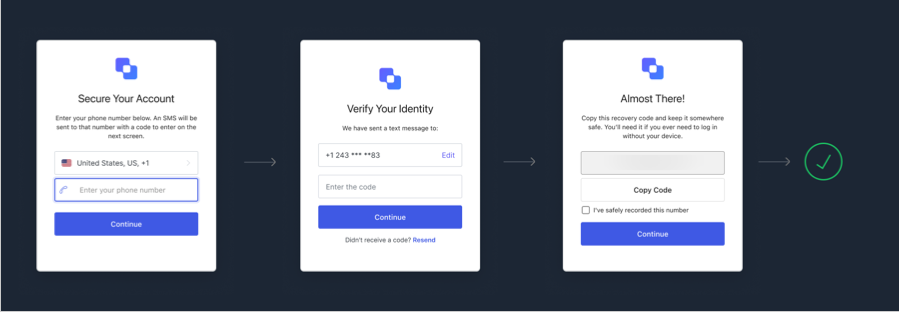 Secure Your Account
Enter your phone number below. An SMS will be
sent to that number with a code to enter on the
next screen.
United States, US, +1
Enter your phone number
Continue
Verify Your Identity
We have sent a text message to:
+1 243 *** **83 Edit
Enter the code
Continue
Didn't receive a code? Resend
Almost There!
Copy this recovery code and keep it somewhere
safe. You'll need it if you ever need to log in
without your device.
Copy Code
I've safely recorded this number
Continue